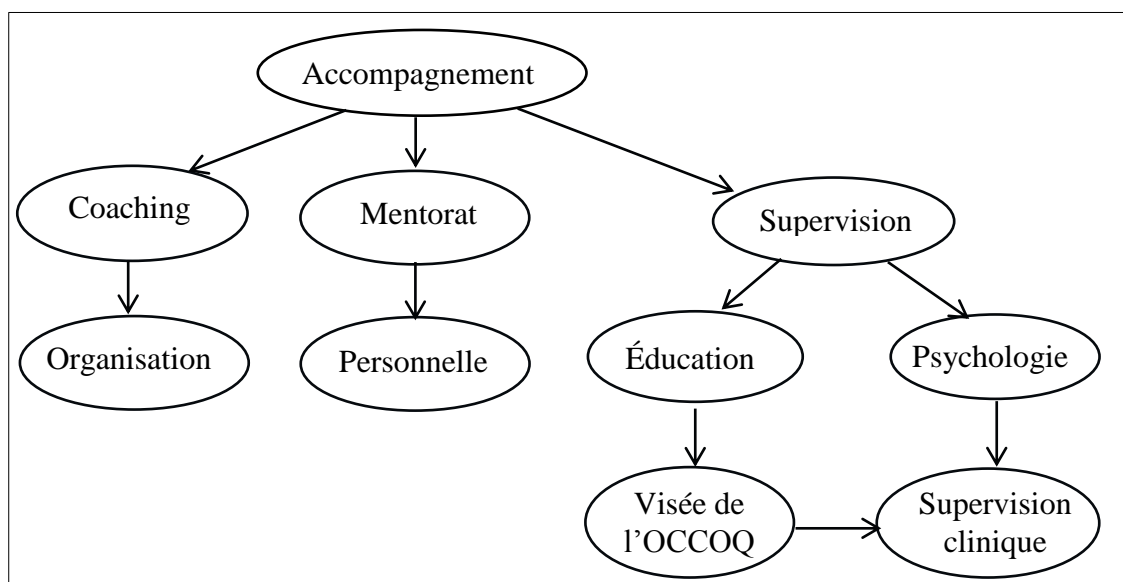 Accompagnement
Coaching
Mentorat
Supervision
Organisation
Personnelle
Éducation
Psychologie
Visée de
l’OCCOQ
Supervision
clinique